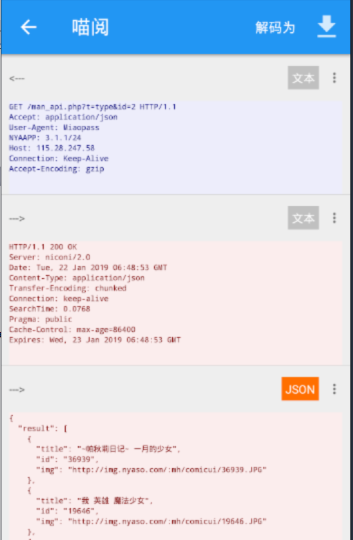 喵阅
解码为
<---
文本
GET /man_api.php?t=type&id=2 HTTP/1.1
Accept: application/json
User-Agent: Miaopass
NYAAPP: 3.1.1/24
Host: 115.28.247.58
Connection: Keep-Alive
Accept-Encoding: gzip
--->
文本
HTTP/1.1 200 OK
Server: niconi/2.0
Date: Tue, 22 Jan 2019 06:48:53 GMT
Content-Type: application/json
Transfer-Encoding: chunked
Connection: keep-alive
SearchTime: 0.0768
Pragma: public
Cache-Control: max-age=86400
Expires: Wed, 23 Jan 2019 06:48:53 GMT
--->
JSON
{
"result": [
{
"title": "-啪啾萌日记- 一月的少女",
"id": "36939",
"img": "http://img.nyaso.com/:mh/comicui/36939.JPG"
},
{
"title": "我 英雄 魔法少女",
"id": "19646",
"img": "http://img.nyaso.com/:mh/comicui/19646.JPG"
},
{